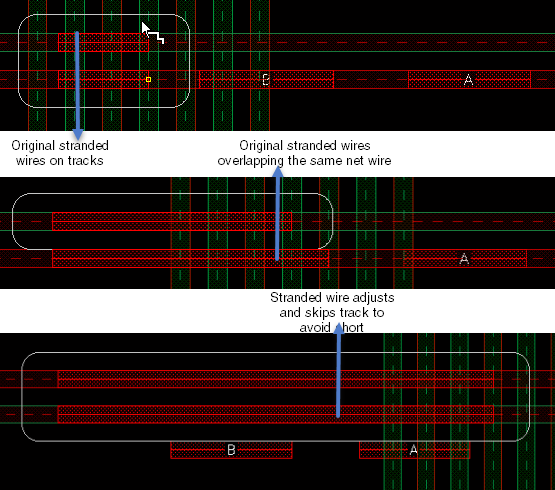 B
A
Original stranded
wires on tracks
Original stranded wires
overlapping the same net wire
A
Stranded wire adjusts
and skips track to
avoid short
B
A